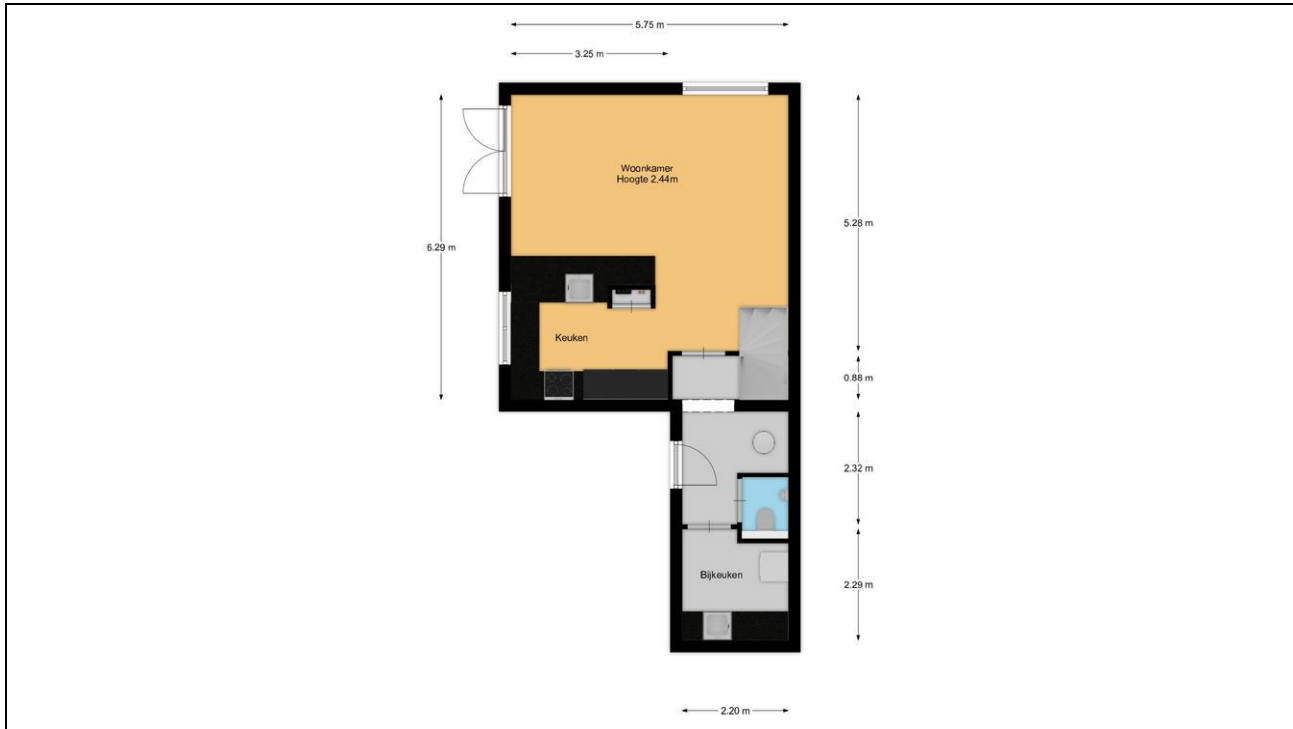 5.75 m
3.25 m
Woonkamer
Hoogte 2,44m
5.28 m
6.29 m
Keuken
0.88 m
2.32 m
Bijkeuken
2.29 m
2.20 m